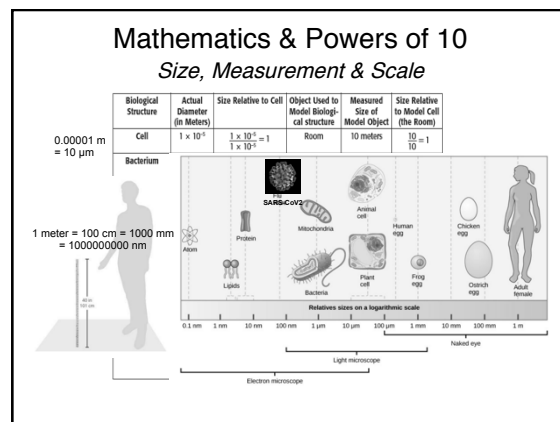 Mathematics & Powers of 10
Size, Measurement & Scale
Biological Structure
Actual Diameter (in Meters)
Size Relative to Cell
Object Used to Model Biologi-cal structure
Measured Size of Model Object
Size Relative to Model Cell (the Room)
Cell
1 x 10⁻⁵
1 x 10⁻⁵ / 1 x 10⁻⁵ = 1
Room
10 meters
10 / 10 = 1
Bacterium
0.00001 m
= 10 µm
1 meter = 100 cm = 1000 mm
= 1000000000 nm
SARS-CoV2
Atom
Lipids
Protein
Mitochondria
Bacteria
Animal cell
Plant cell
Human egg
Frog egg
Chicken egg
Ostrich egg
Adult female
Relatives sizes on a logarithmic scale
0.1 nm
1 nm
10 nm
100 nm
1 µm
10 µm
100 µm
1 mm
10 mm
100 mm
1 m
Naked eye
Light microscope
Electron microscope